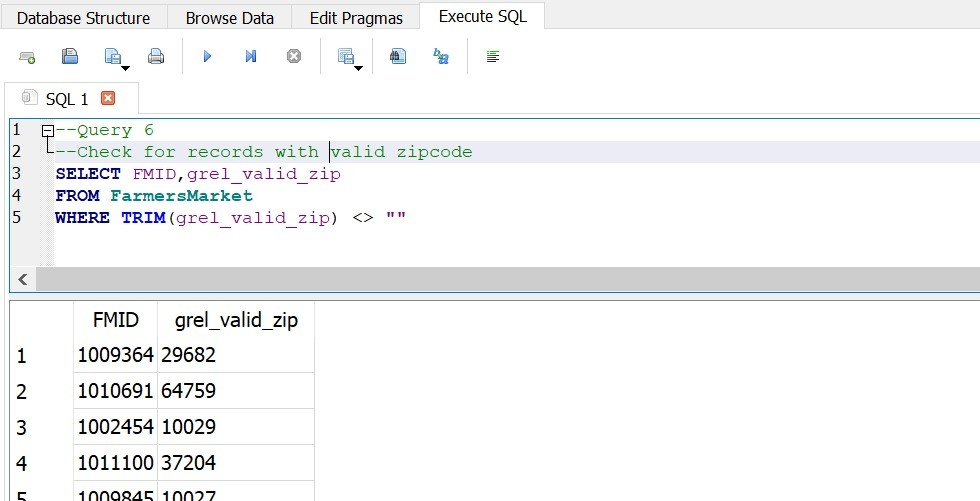 Database Structure Browse Data Edit Pragmas Execute SQL
SQL 1
1 --Query 6
2 --Check for records with valid zipcode
3 SELECT FMID,grel_valid_zip
4 FROM FarmersMarket
5 WHERE TRIM(grel_valid_zip) <> ""
FMID grel_valid_zip
1 1009364 29682
2 1010691 64759
3 1002454 10029
4 1011100 37204
5 1009845 10027